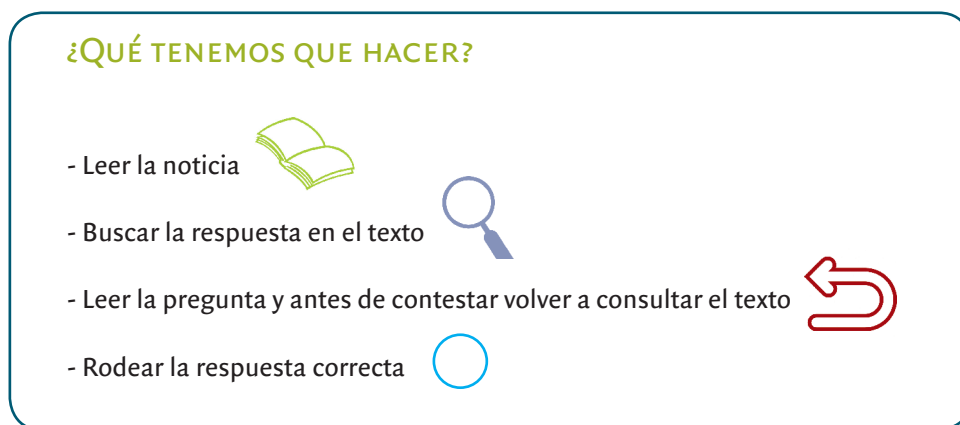 ¿Qué tenemos que hacer?
- Leer la noticia
- Buscar la respuesta en el texto
- Leer la pregunta y antes de contestar volver a consultar el texto
- Rodear la respuesta correcta